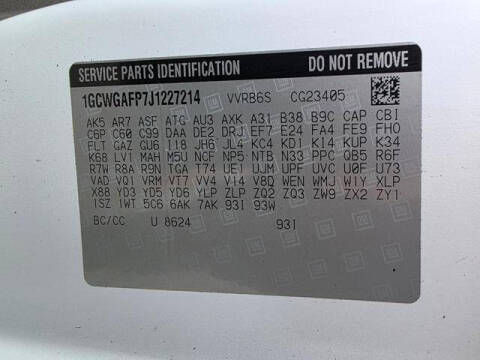 SERVICE PARTS IDENTIFICATION DO NOT REMOVE
1GCWGAFP7J1227214 VVRB6S CG23405
AK5 AR7 ASF ATG AU3 AXK A31 B38 B9C CAP CBI
C6P C60 C99 DAA DE2 DRJ EF7 E24 FA4 FE9 FHO
FLT GAZ GU6 I18 JH6 JL4 KC4 KD1 K14 KUP K34
K68 LV1 MAH M5U NCF NP5 NTB N33 PPC QB5 R6F
R7W R8A R9N TGA T74 UE1 UJM UPF UVC U0F U73
VAD VQ1 VRM VT7 VV4 V14 V8D WEN WMJ W1Y XLP
X88 YD3 YD5 YD6 YLP ZLP ZQ2 ZQ3 ZW9 ZX2 ZY1
1SZ 1WT 5C6 6AK 7AK 93I 93W
BC/CC U 8624 93I